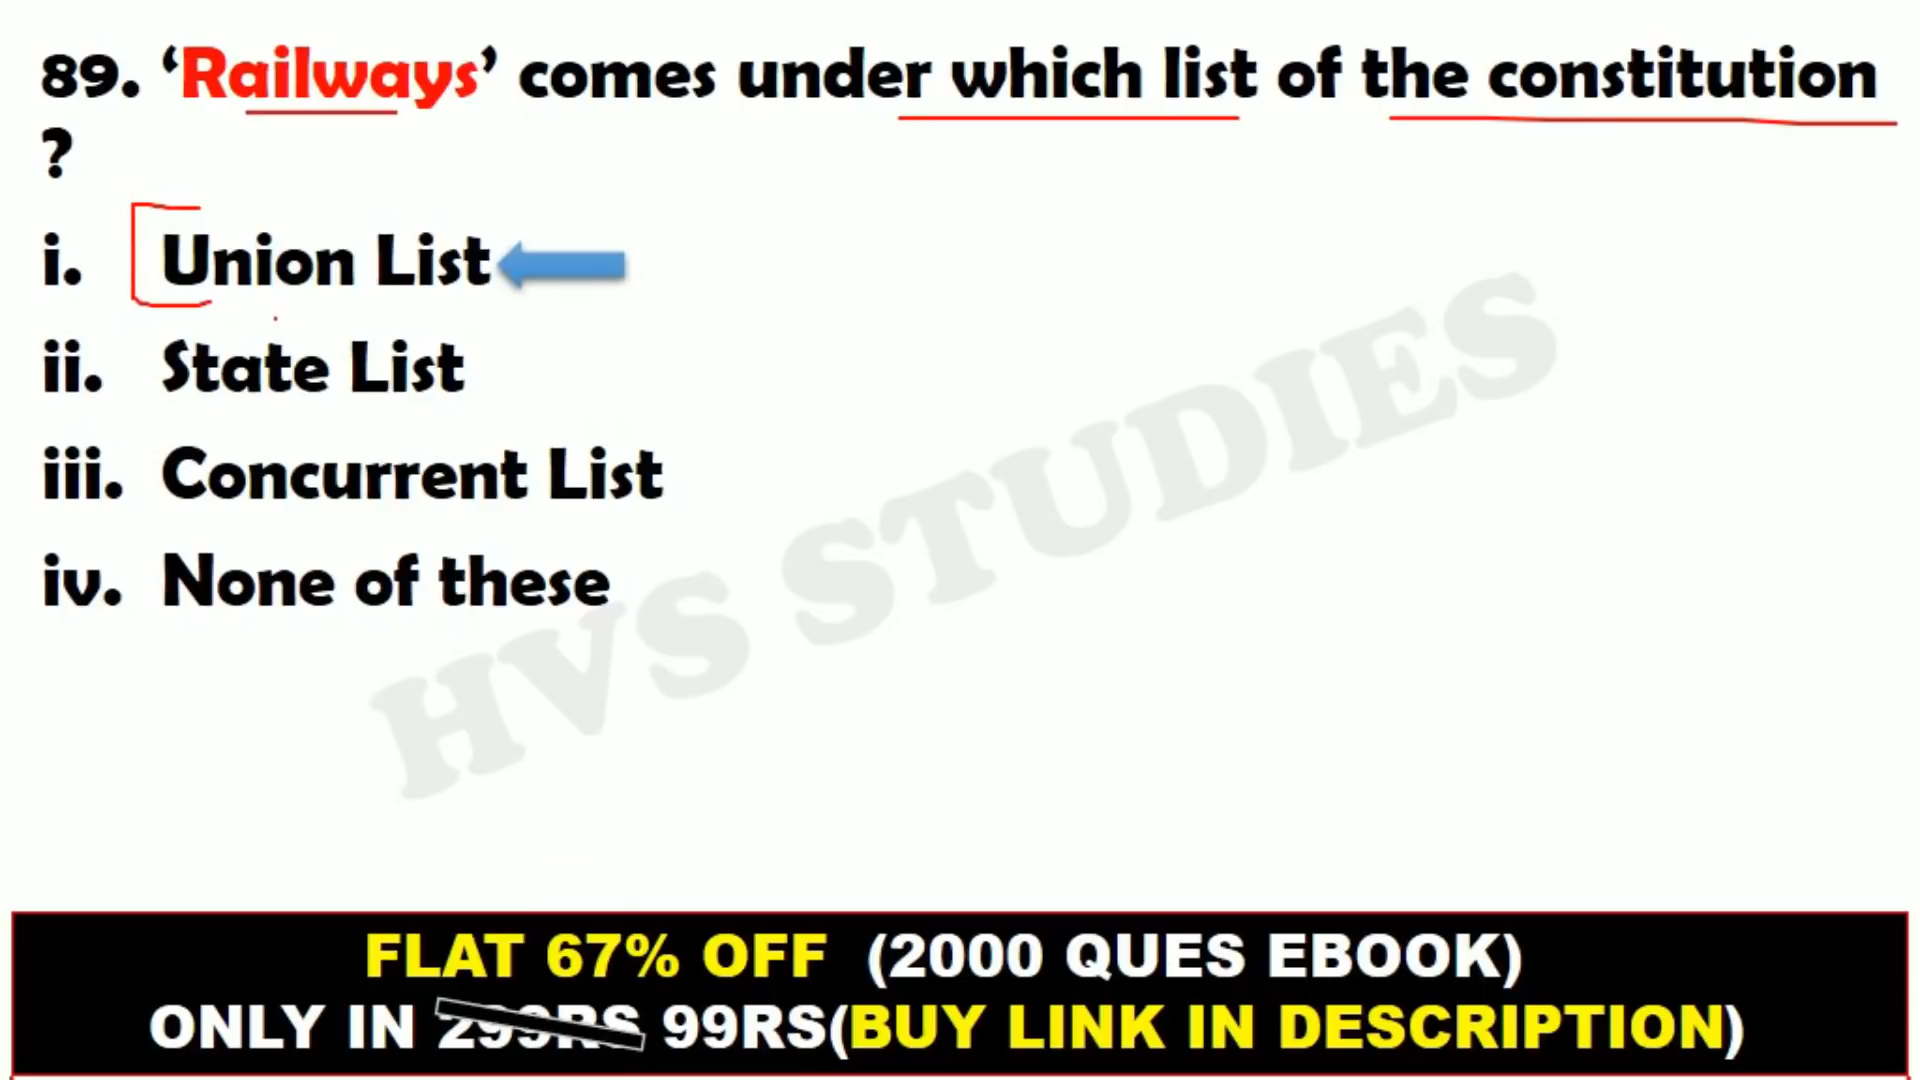 89. ‘Railways’ comes under which list of the constitution
?
i. Union List
ii. State List
iii. Concurrent List
iv. None of these
HVS STUDIES
FLAT 67% OFF (2000 QUES EBOOK)
ONLY IN 299RS 99RS(BUY LINK IN DESCRIPTION)